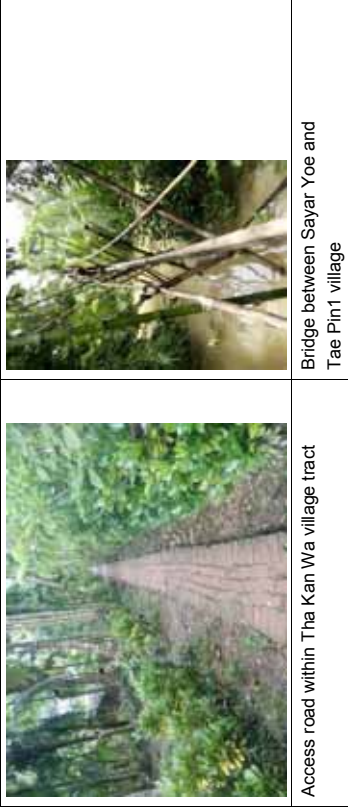 Access road within Tha Kan Wa village tract
Bridge between Sayar Yoe and
Tae Pin1 village